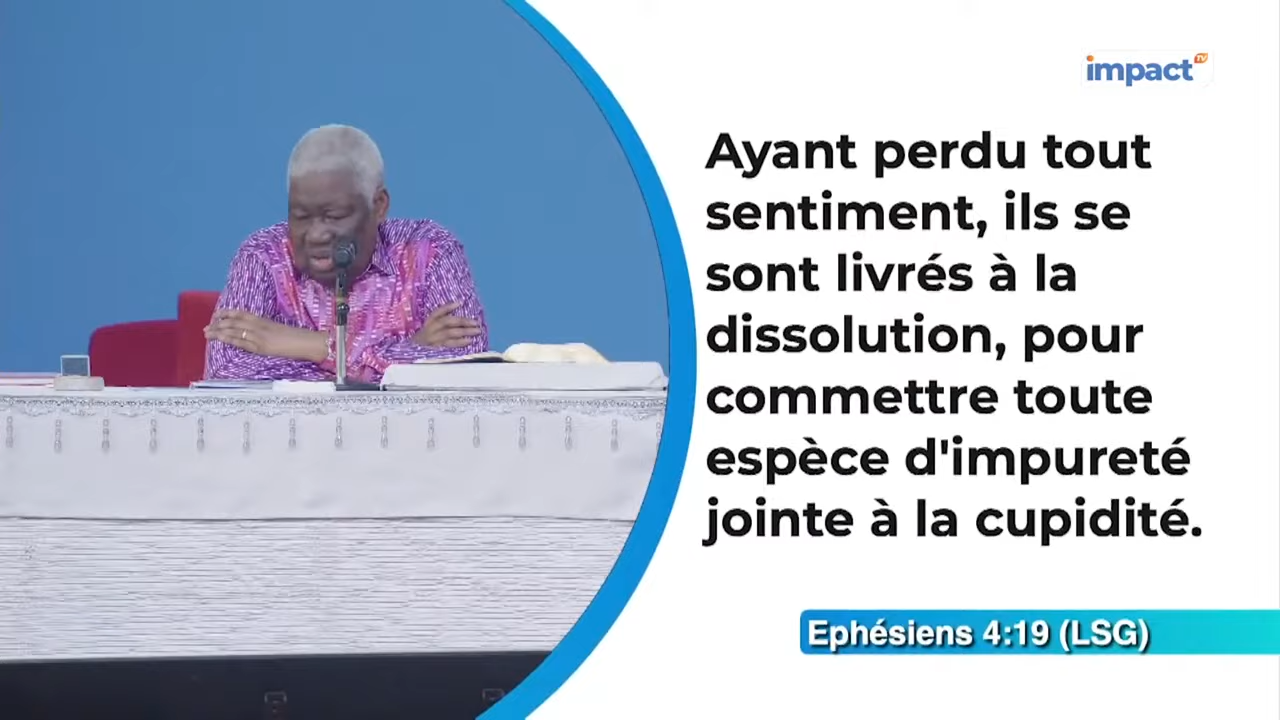 impact TV
Ayant perdu tout
sentiment, ils se
sont livrés à la
dissolution, pour
commettre toute
espèce d'impureté
jointe à la cupidité.
Ephésiens 4:19 (LSG)